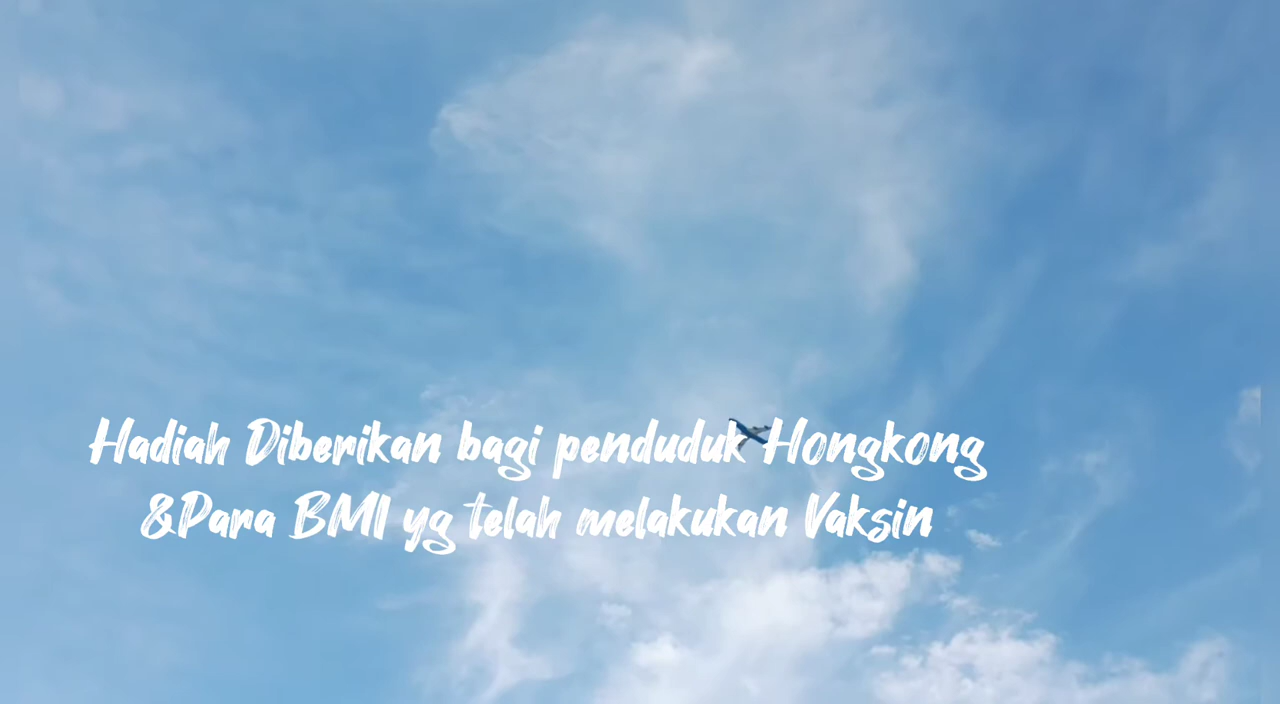 Hadiah Diberikan bagi penduduk Hongkong
&Para BMI yg telah melakukan Vaksin